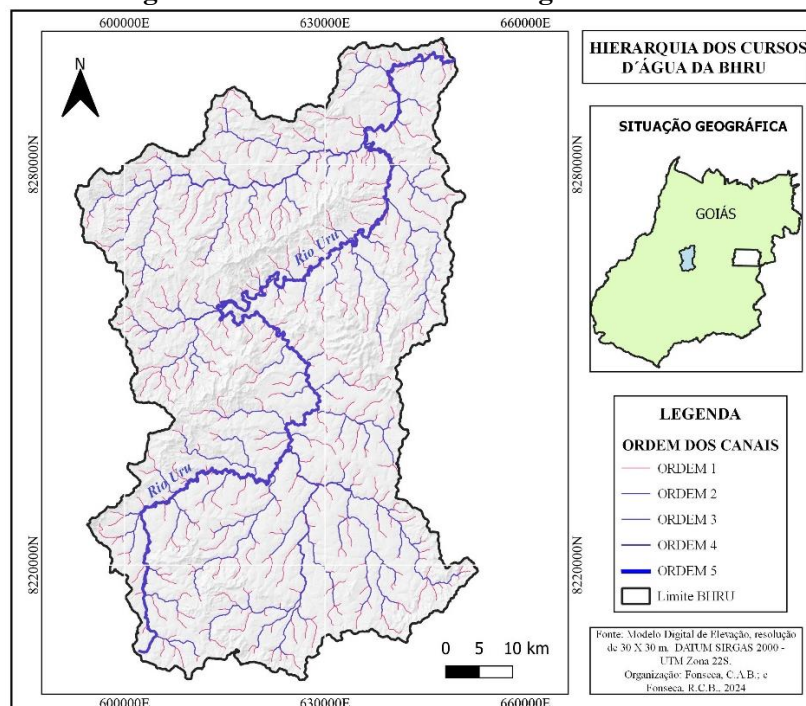 600000E 630000E 660000E
N
8280000N 8280000N
Rio Uru
Rio Uru
8220000N 8220000N
0 5 10 km
600000E 630000E 660000E
HIERARQUIA DOS CURSOS
D´ÁGUA DA BHRU
SITUAÇÃO GEOGRÁFICA
GOIÁS
LEGENDA
ORDEM DOS CANAIS
ORDEM 1
ORDEM 2
ORDEM 3
ORDEM 4
ORDEM 5
Limite BHRU
Fonte: Modelo Digital de Elevação, resolução
de 30 X 30 m. DATUM SIRGAS 2000 -
UTM Zona 22S.
Organização: Fonseca, C.A.B.; e
Fonseca, R.C.B., 2024